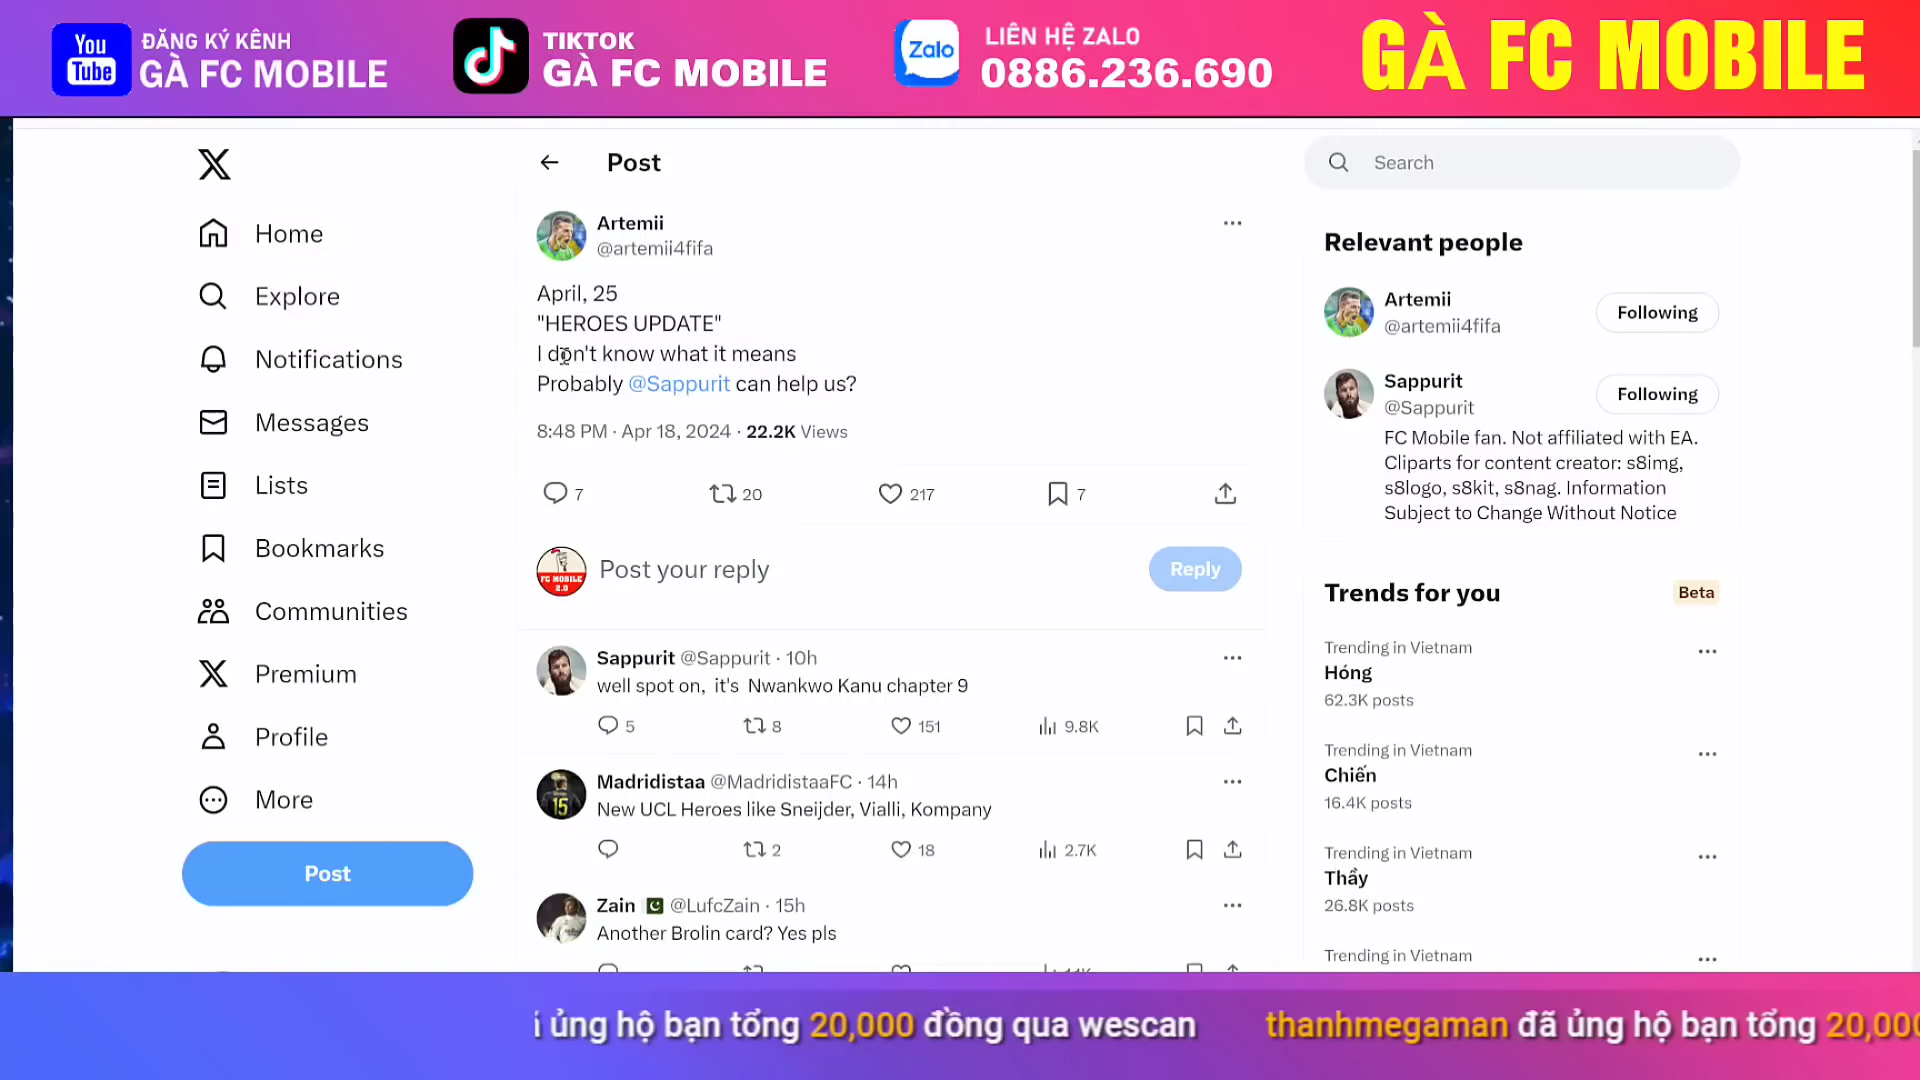 You
Tube
ĐĂNG KÝ KÊNH
GÀ FC MOBILE
TIKTOK
GÀ FC MOBILE
Zalo
LIÊN HỆ ZALO
0886.236.690
GÀ FC MOBILE
Home
Explore
Notifications
Messages
Lists
Bookmarks
Communities
Premium
Profile
More
Post
Post
Artemii
@artemii4fifa
April, 25
"HEROES UPDATE"
I don't know what it means
Probably @Sappurit can help us?
8:48 PM · Apr 18, 2024 · 22.2K Views
7 20 217 7
FC MOBILE
2.0
Post your reply
Reply
Sappurit @Sappurit · 10h
well spot on, it's Nwankwo Kanu chapter 9
5 8 151 9.8K
Madridistaa @MadridistaaFC · 14h
New UCL Heroes like Sneijder, Vialli, Kompany
2 18 2.7K
15
Zain @LufcZain · 15h
Another Brolin card? Yes pls
Search
Relevant people
Artemii
@artemii4fifa
Following
Sappurit
@Sappurit
Following
FC Mobile fan. Not affiliated with EA.
Cliparts for content creator: s8img,
s8logo, s8kit, s8nag. Information
Subject to Change Without Notice
Trends for you
Beta
Trending in Vietnam
Hóng
62.3K posts
Trending in Vietnam
Chiến
16.4K posts
Trending in Vietnam
Thầy
26.8K posts
Trending in Vietnam
ủng hộ bạn tổng 20,000 đồng qua wescan thanhmegaman đã ủng hộ bạn tổng 20,000